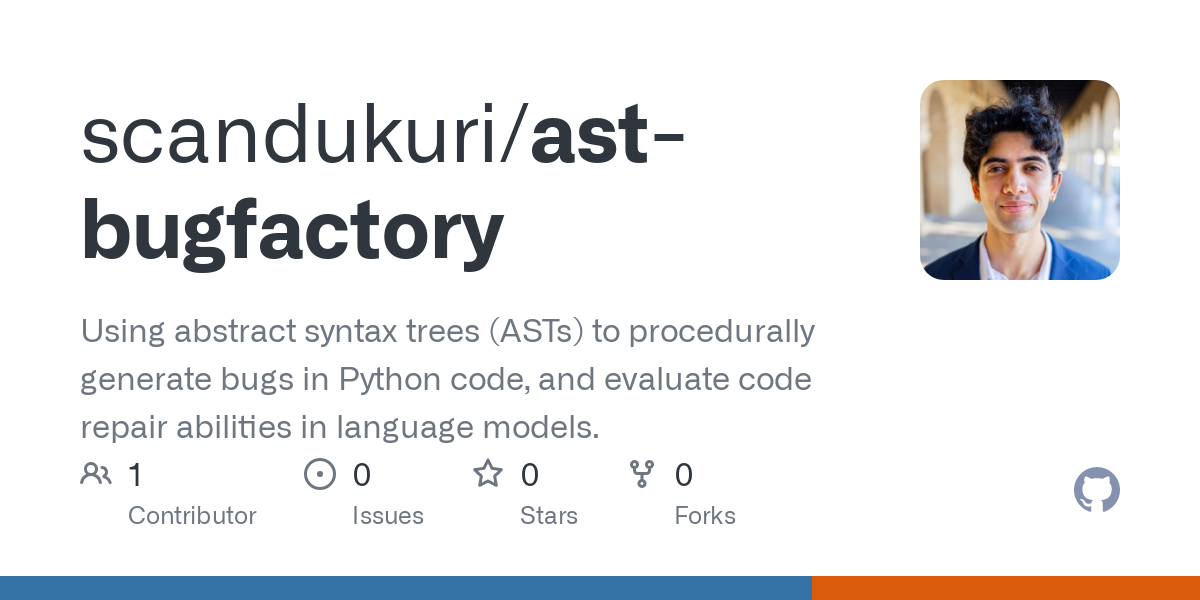 scandukuri/ast-
bugfactory
Using abstract syntax trees (ASTs) to procedurally
generate bugs in Python code, and evaluate code
repair abilities in language models.
1 0 0 0
Contributor Issues Stars Forks